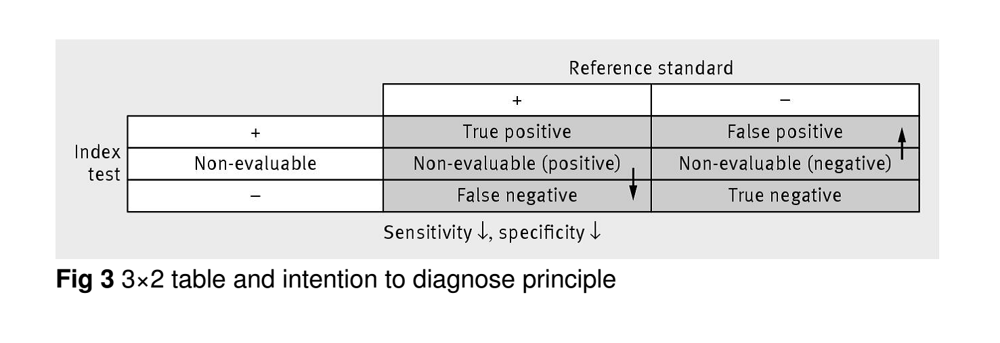 Reference standard
+ −
+ True positive False positive
Index test
Non-evaluable Non-evaluable (positive) Non-evaluable (negative)
− False negative True negative
Sensitivity ↓, specificity ↓
Fig 3 3×2 table and intention to diagnose principle